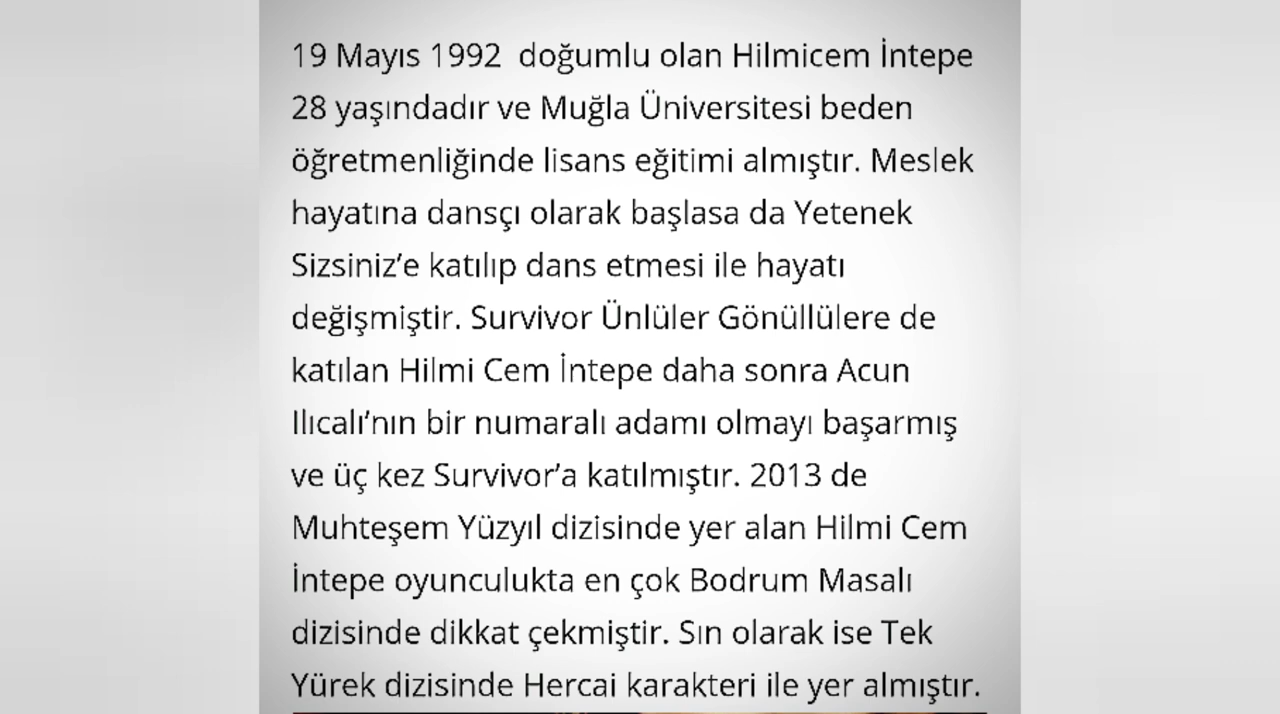 19 Mayıs 1992  doğumlu olan Hilmicem İntepe
28 yaşındadır ve Muğla Üniversitesi beden
öğretmenliğinde lisans eğitimi almıştır. Meslek
hayatına dansçı olarak başlasa da Yetenek
Sizsiniz’e katılıp dans etmesi ile hayatı
değişmiştir. Survivor Ünlüler Gönüllülere de
katılan Hilmi Cem İntepe daha sonra Acun
Ilıcalı’nın bir numaralı adamı olmayı başarmış
ve üç kez Survivor’a katılmıştır. 2013 de
Muhteşem Yüzyıl dizisinde yer alan Hilmi Cem
İntepe oyunculukta en çok Bodrum Masalı
dizisinde dikkat çekmiştir. Sın olarak ise Tek
Yürek dizisinde Hercai karakteri ile yer almıştır.